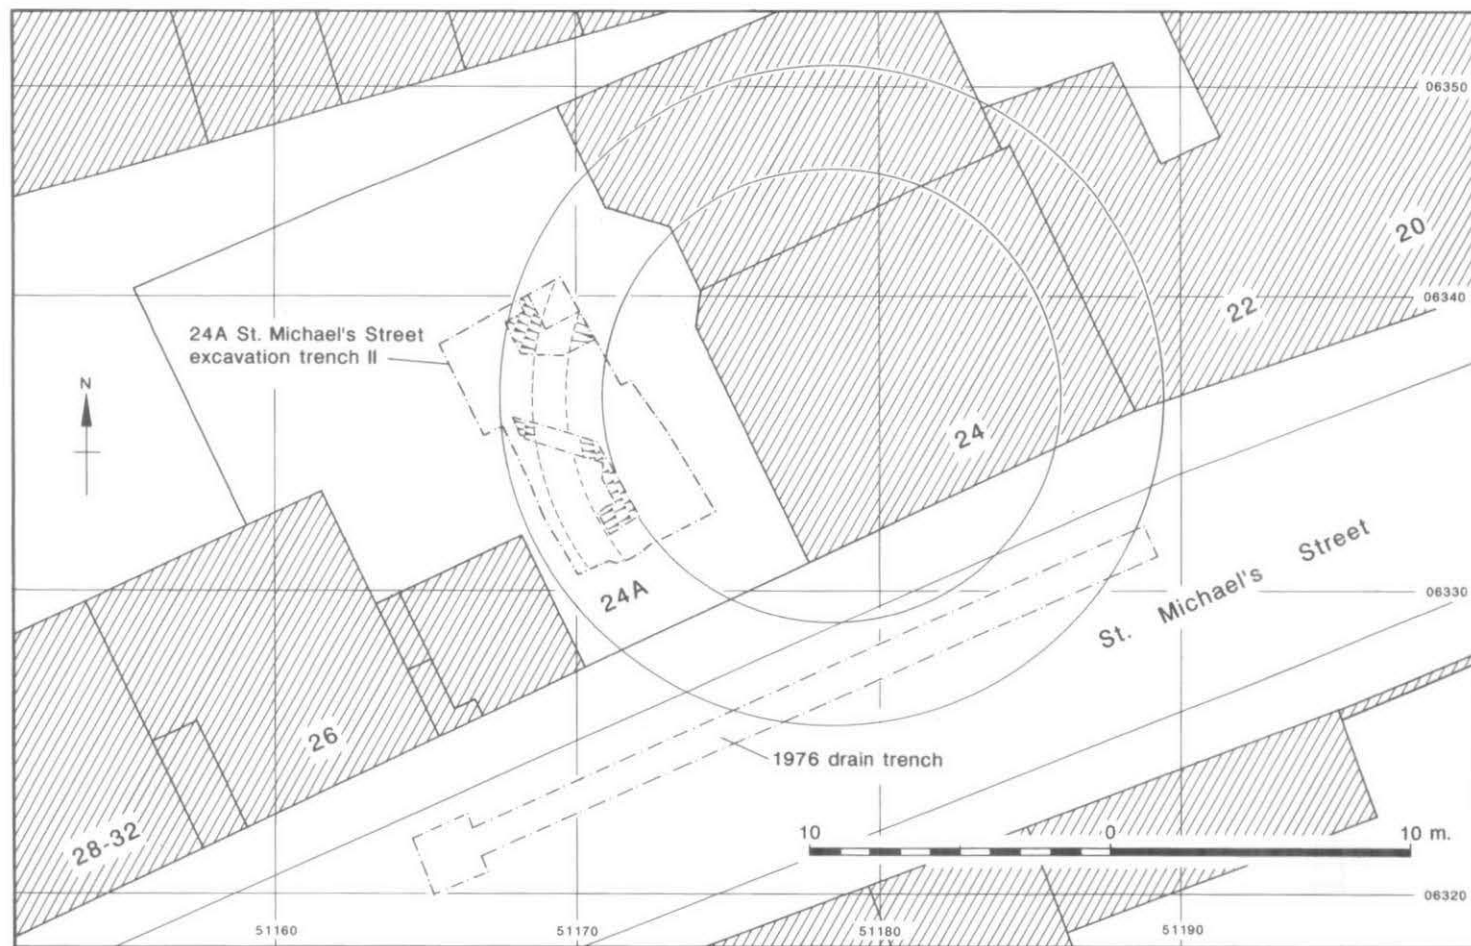 06350
20
22
06340
24A St. Michael's Street
excavation trench II
N
24
St. Michael's Street
24A
06330
26
1976 drain trench
28-32
10 0 10 m.
06320
51160 51170 51180 51190